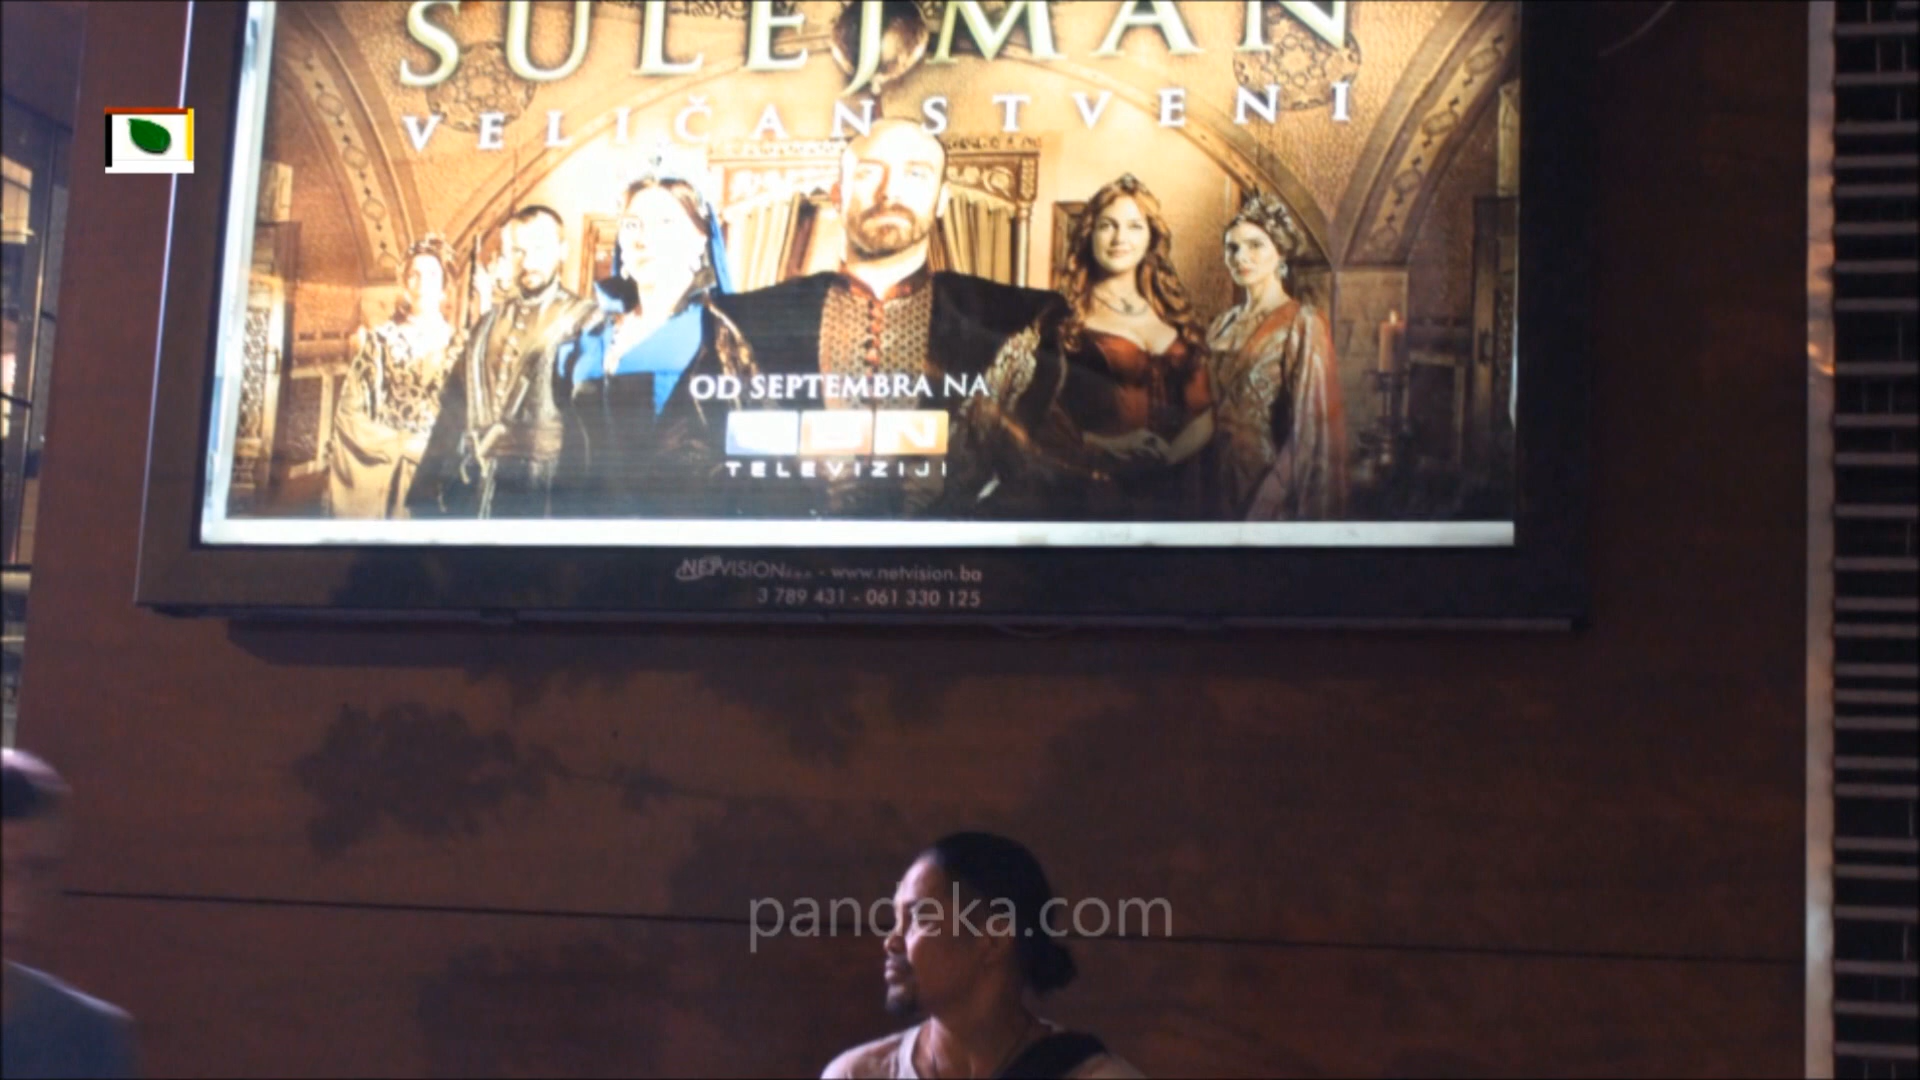 SULEJMAN
VELIČANSTVENI
OD SEPTEMBRA NA
TELEVIZIJI
NETVISION - www.netvision.ba
3 789 431 - 061 330 125
pandeka.com